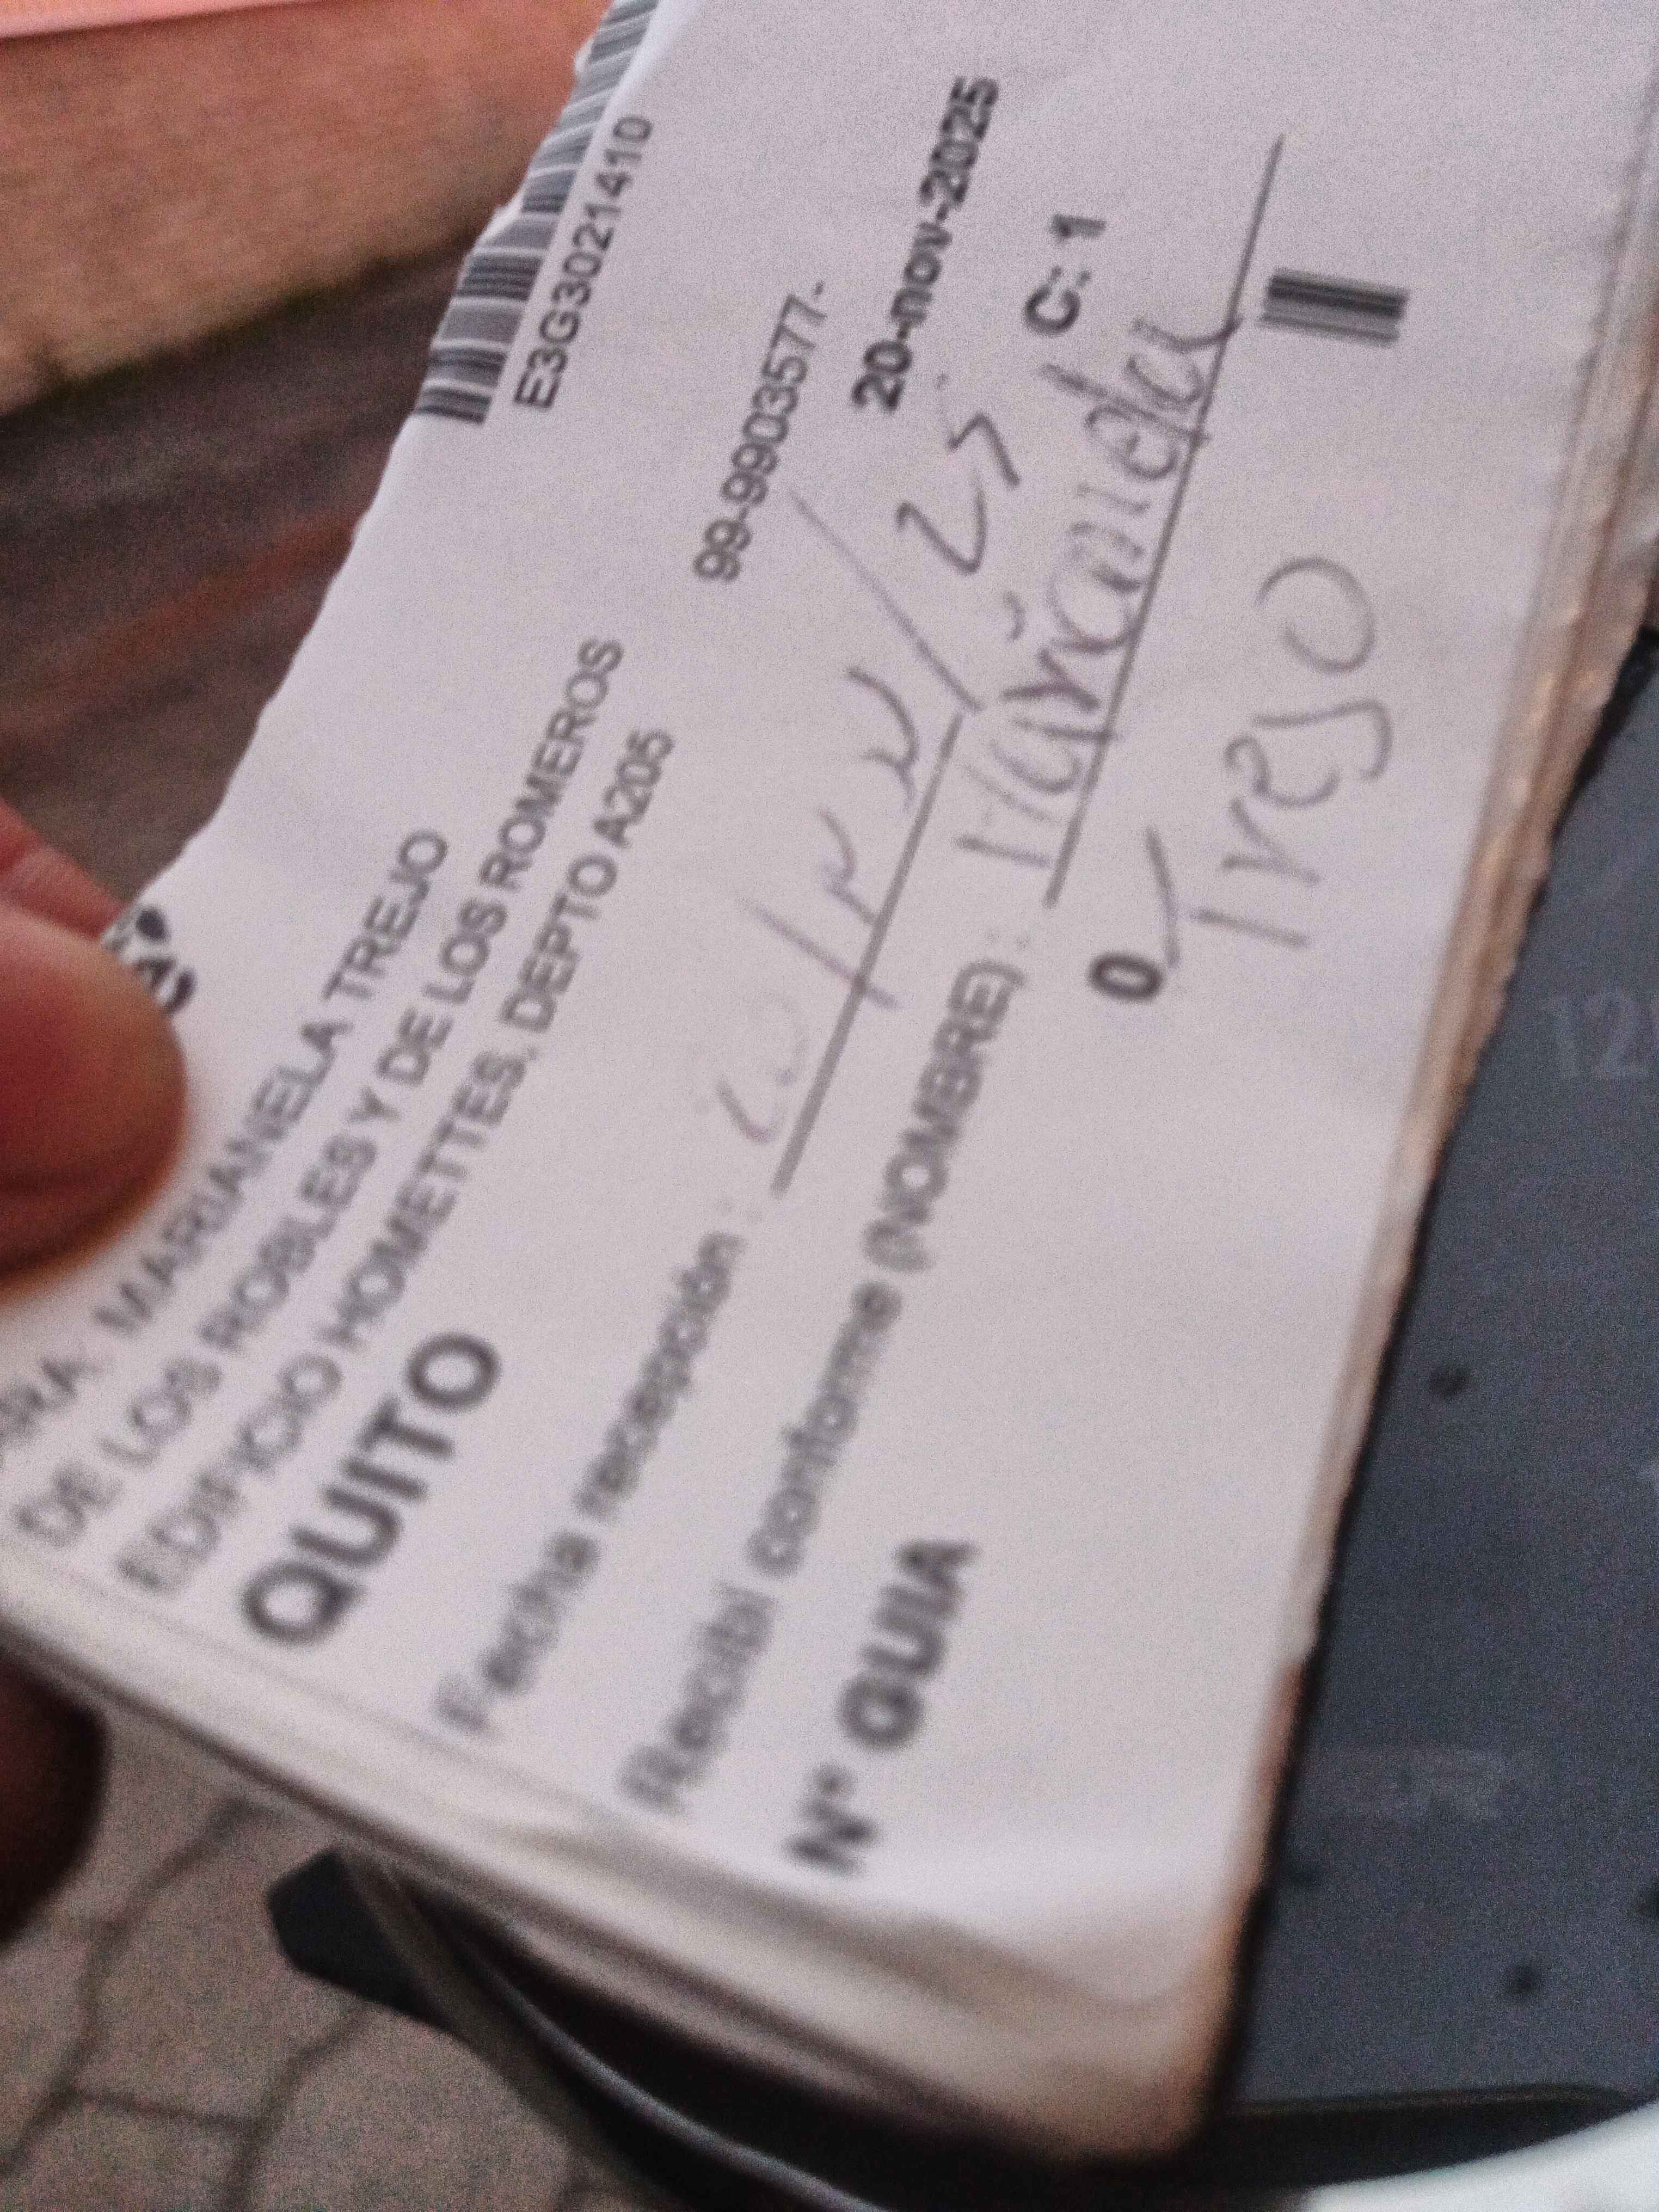 E3G3021410
RA. MARIANELA TREJO
DE LOS ROBLES Y DE LOS ROMEROS
EDIFICIO HOMETTES, DEPTO A205
QUITO
99-9903577-
Fecha recepción :
20-nov-2025
Recibí conforme (NOMBRE) : Marianela
C: 1
N° GUIA
0
Trejo